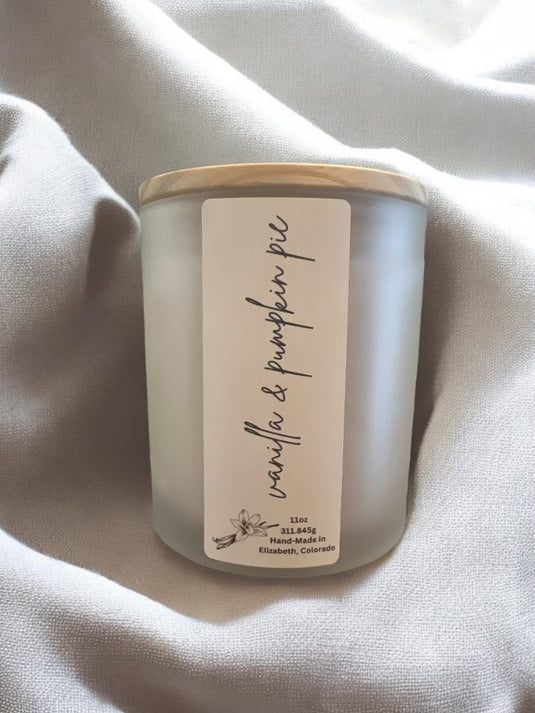 vanilla & pumpkin pie
11oz
311.845g
Hand-Made in
Elizabeth, Colorado